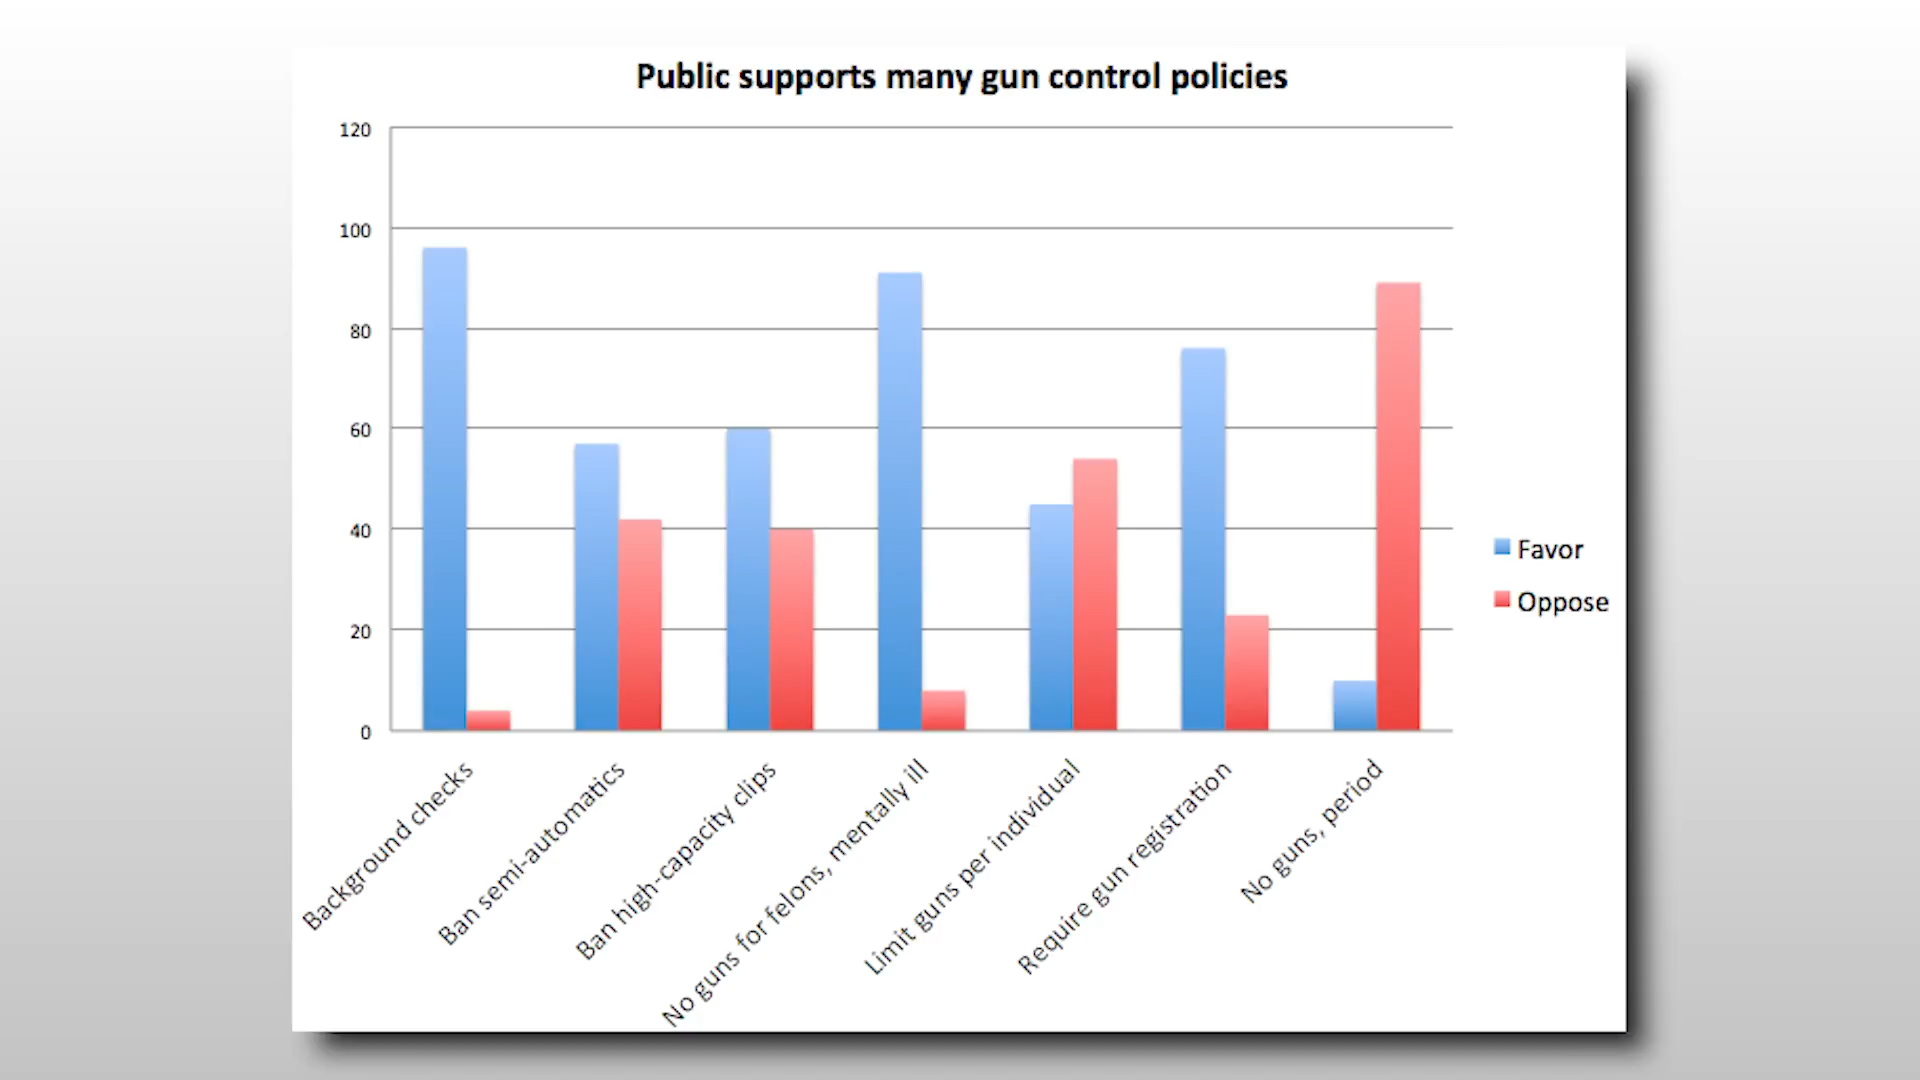 Public supports many gun control policies
120
100
80
60
40
20
0
Favor
Oppose
Background checks
Ban semi-automatics
Ban high-capacity clips
No guns for felons, mentally ill
Limit guns per individual
Require gun registration
No guns, period